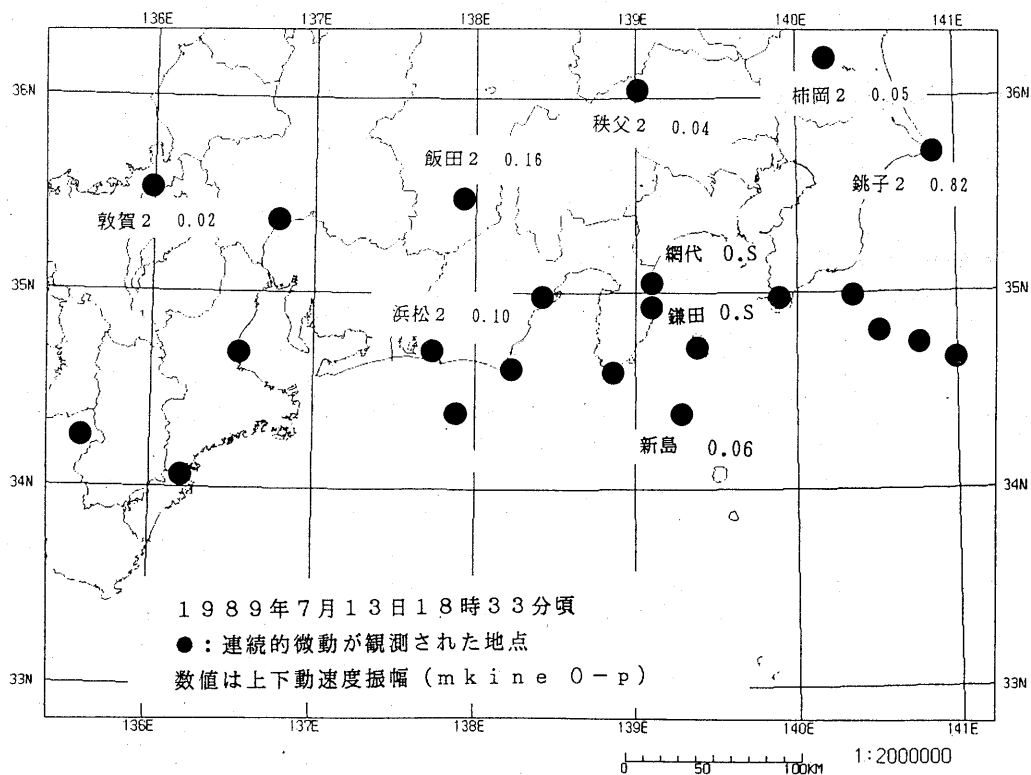 136E 137E 138E 139E 140E 141E
36N 36N
柿岡2 0.05
秩父2 0.04
飯田2 0.16
銚子2 0.82
敦賀2 0.02
網代 O.S
35N 35N
浜松2 0.10
鎌田 O.S
新島 0.06
34N 34N
1989年7月13日18時33分頃
●:連続的微動が観測された地点
数値は上下動速度振幅(mkine O-p)
33N 33N
136E 137E 138E 139E 140E 141E
0 50 100KM
1:2000000